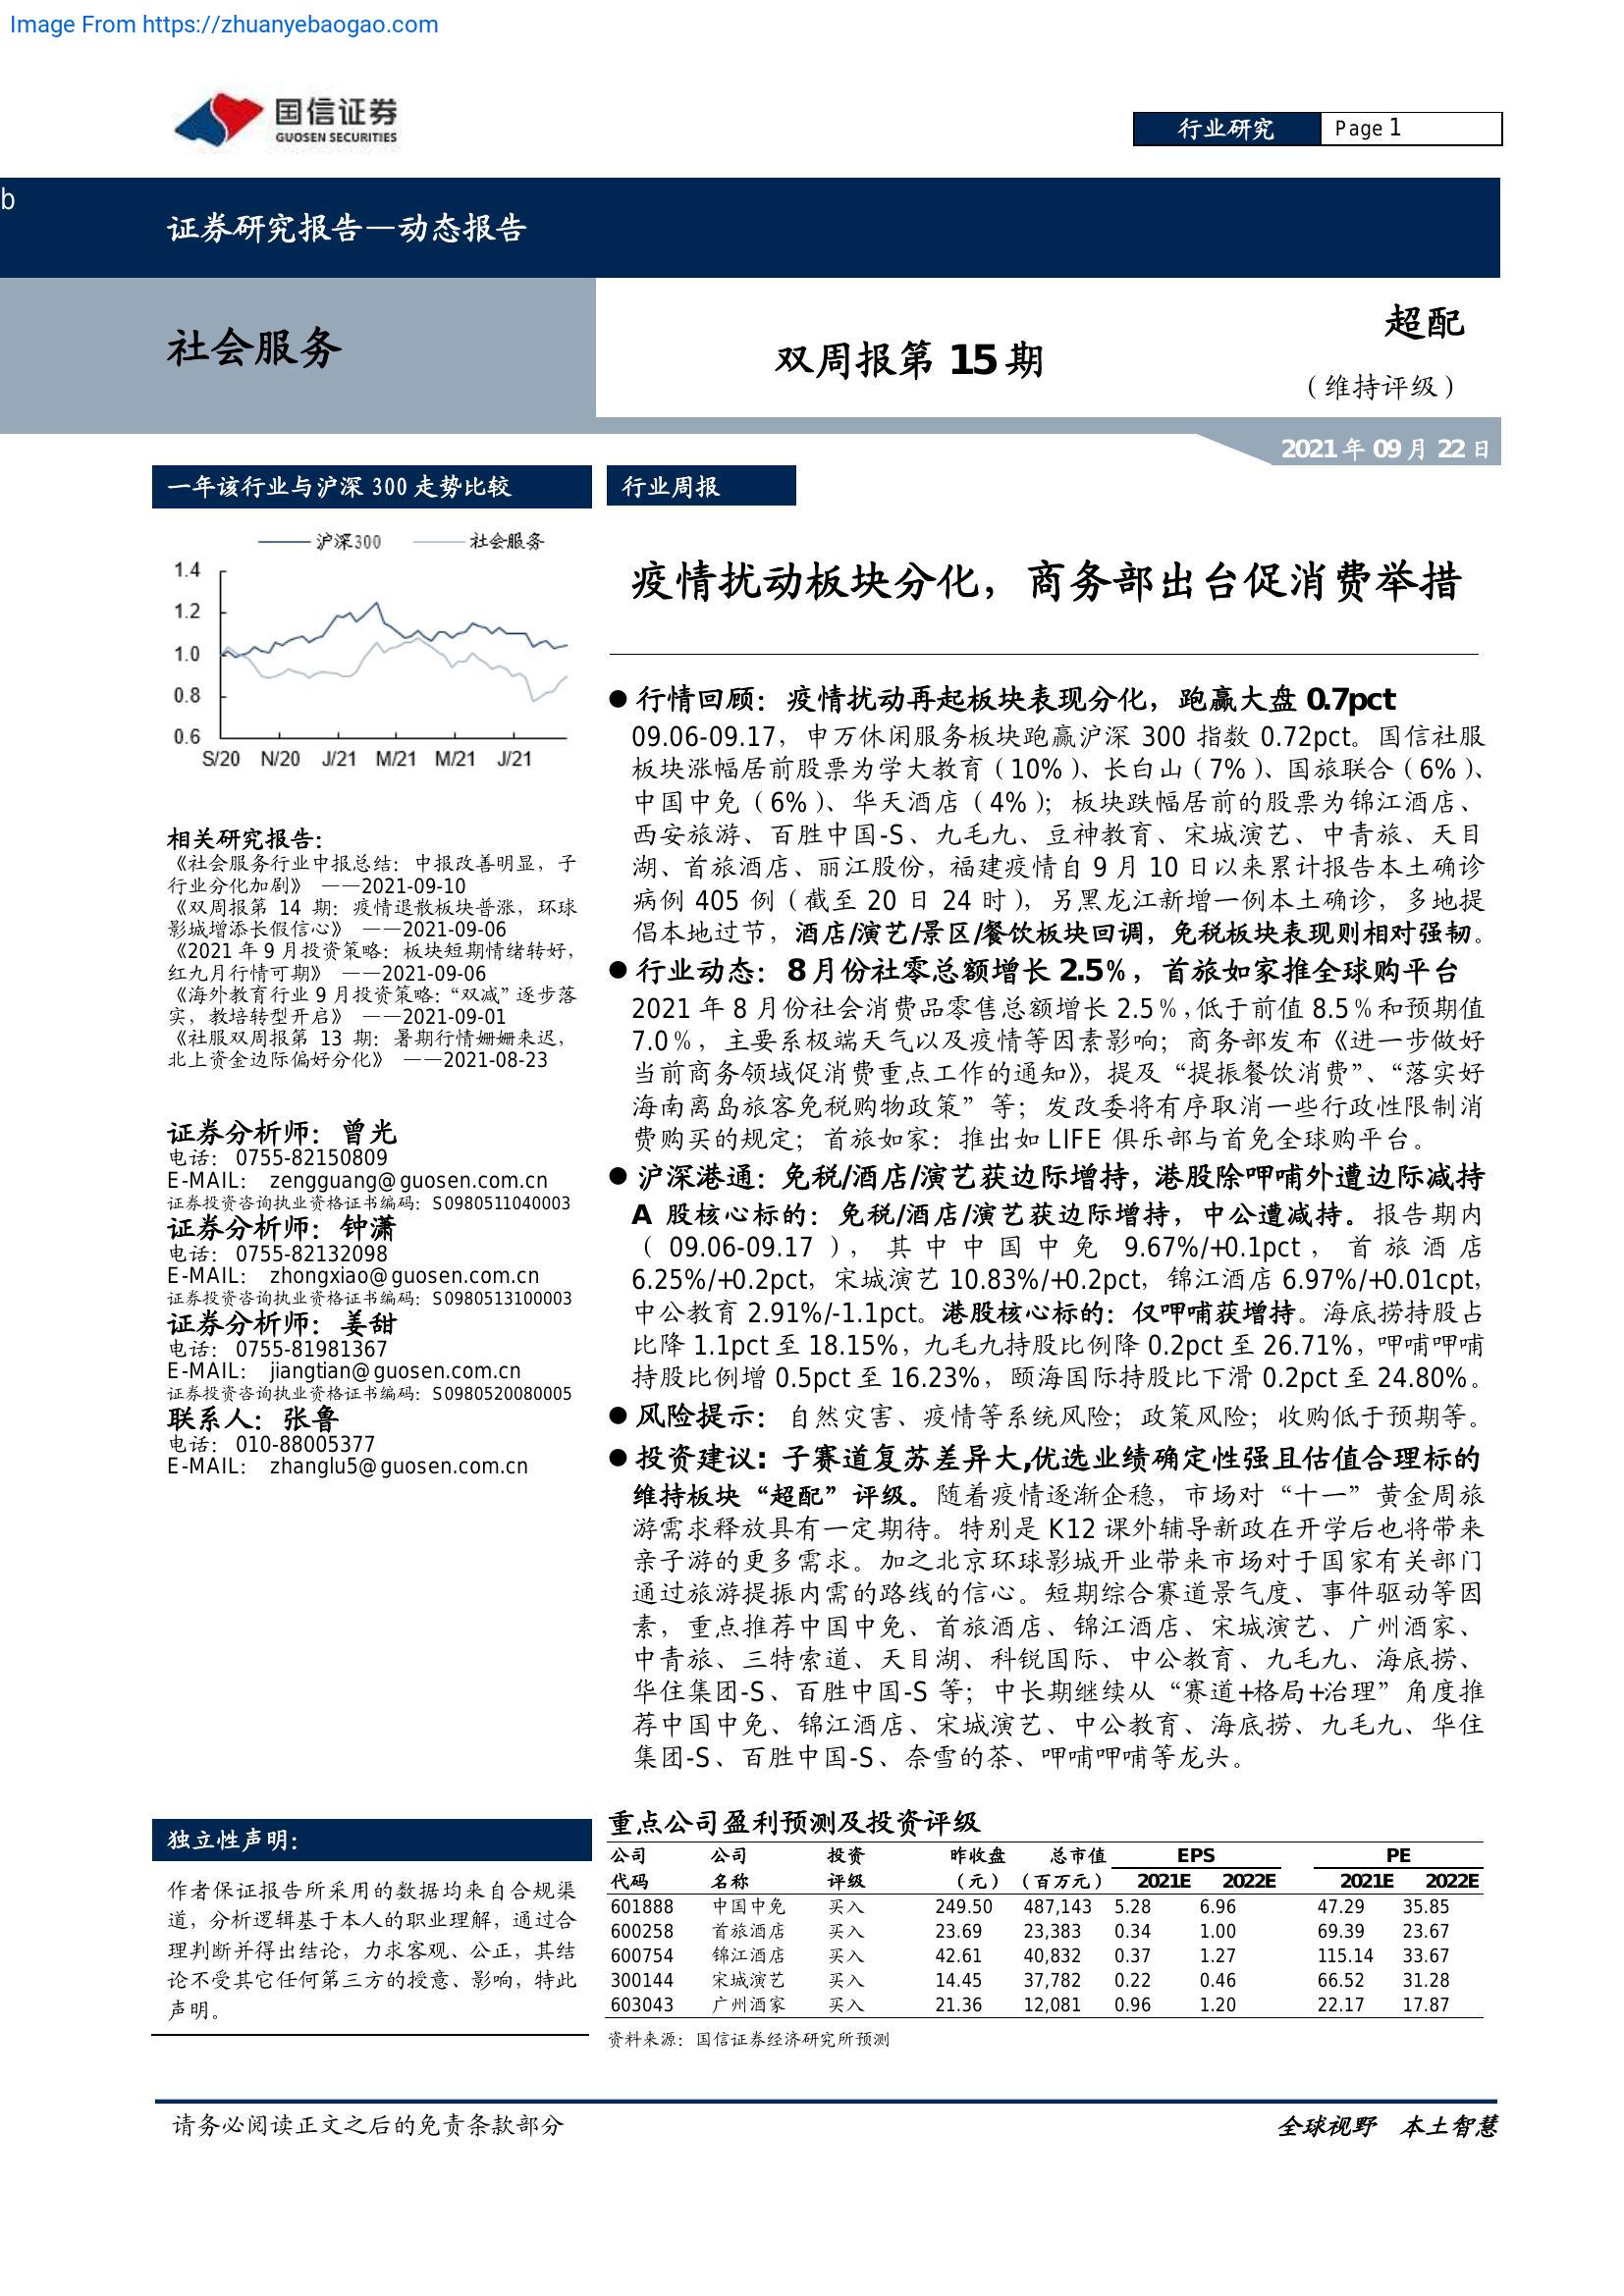 Image From https://zhuanyebaogao.com
国信证券
GUOSEN SECURITIES
行业研究
Page 1
b
证券研究报告—动态报告
社会服务
双周报第 15 期
超配
（维持评级）
2021 年 09 月 22 日
一年该行业与沪深 300 走势比较
沪深300 社会服务
1.4
1.2
1.0
0.8
0.6
S/20 N/20 J/21 M/21 M/21 J/21
相关研究报告：
《社会服务行业中报总结：中报改善明显，子
行业分化加剧》 ——2021-09-10
《双周报第 14 期：疫情退散板块普涨，环球
影城增添长假信心》 ——2021-09-06
《2021 年 9 月投资策略：板块短期情绪转好，
红九月行情可期》 ——2021-09-06
《海外教育行业 9 月投资策略：“双减”逐步落
实，教培转型开启》 ——2021-09-01
《社服双周报第 13 期：暑期行情姗姗来迟，
北上资金边际偏好分化》 ——2021-08-23
证券分析师：曾光
电话： 0755-82150809
E-MAIL： zengguang@guosen.com.cn
证券投资咨询执业资格证书编码：S0980511040003
证券分析师：钟潇
电话： 0755-82132098
E-MAIL： zhongxiao@guosen.com.cn
证券投资咨询执业资格证书编码：S0980513100003
证券分析师：姜甜
电话： 0755-81981367
E-MAIL： jiangtian@guosen.com.cn
证券投资咨询执业资格证书编码：S0980520080005
联系人：张鲁
电话： 010-88005377
E-MAIL： zhanglu5@guosen.com.cn
独立性声明：
作者保证报告所采用的数据均来自合规渠
道，分析逻辑基于本人的职业理解，通过合
理判断并得出结论，力求客观、公正，其结
论不受其它任何第三方的授意、影响，特此
声明。
行业周报
疫情扰动板块分化，商务部出台促消费举措
● 行情回顾：疫情扰动再起板块表现分化，跑赢大盘 0.7pct
09.06-09.17，申万休闲服务板块跑赢沪深 300 指数 0.72pct。国信社服
板块涨幅居前股票为学大教育（10%）、长白山（7%）、国旅联合（6%）、
中国中免（6%）、华天酒店（4%）；板块跌幅居前的股票为锦江酒店、
西安旅游、百胜中国-S、九毛九、豆神教育、宋城演艺、中青旅、天目
湖、首旅酒店、丽江股份，福建疫情自 9 月 10 日以来累计报告本土确诊
病例 405 例（截至 20 日 24 时），另黑龙江新增一例本土确诊，多地提
倡本地过节，酒店/演艺/景区/餐饮板块回调，免税板块表现则相对强韧。
● 行业动态：8 月份社零总额增长 2.5%，首旅如家推全球购平台
2021 年 8 月份社会消费品零售总额增长 2.5%,低于前值 8.5%和预期值
7.0%，主要系极端天气以及疫情等因素影响；商务部发布《进一步做好
当前商务领域促消费重点工作的通知》，提及“提振餐饮消费”、“落实好
海南离岛旅客免税购物政策”等；发改委将有序取消一些行政性限制消
费购买的规定；首旅如家：推出如 LIFE 俱乐部与首免全球购平台。
● 沪深港通：免税/酒店/演艺获边际增持，港股除呷哺外遭边际减持
A 股核心标的：免税/酒店/演艺获边际增持，中公遭减持。报告期内
（09.06-09.17），其中中国中免 9.67%/+0.1pct，首旅酒店
6.25%/+0.2pct，宋城演艺 10.83%/+0.2pct，锦江酒店 6.97%/+0.01cpt，
中公教育 2.91%/-1.1pct。港股核心标的：仅呷哺获增持。海底捞持股占
比降 1.1pct 至 18.15%，九毛九持股比例降 0.2pct 至 26.71%，呷哺呷哺
持股比例增 0.5pct 至 16.23%，颐海国际持股比下滑 0.2pct 至 24.80%。
● 风险提示：自然灾害、疫情等系统风险；政策风险；收购低于预期等。
● 投资建议：子赛道复苏差异大,优选业绩确定性强且估值合理标的
维持板块“超配”评级。随着疫情逐渐企稳，市场对“十一”黄金周旅
游需求释放具有一定期待。特别是 K12 课外辅导新政在开学后也将带来
亲子游的更多需求。加之北京环球影城开业带来市场对于国家有关部门
通过旅游提振内需的路线的信心。短期综合赛道景气度、事件驱动等因
素，重点推荐中国中免、首旅酒店、锦江酒店、宋城演艺、广州酒家、
中青旅、三特索道、天目湖、科锐国际、中公教育、九毛九、海底捞、
华住集团-S、百胜中国-S 等；中长期继续从“赛道+格局+治理”角度推
荐中国中免、锦江酒店、宋城演艺、中公教育、海底捞、九毛九、华住
集团-S、百胜中国-S、奈雪的茶、呷哺呷哺等龙头。
重点公司盈利预测及投资评级
公司 公司 投资 昨收盘 总市值 EPS PE
代码 名称 评级 （元） （百万元） 2021E 2022E 2021E 2022E
601888 中国中免 买入 249.50 487,143 5.28 6.96 47.29 35.85
600258 首旅酒店 买入 23.69 23,383 0.34 1.00 69.39 23.67
600754 锦江酒店 买入 42.61 40,832 0.37 1.27 115.14 33.67
300144 宋城演艺 买入 14.45 37,782 0.22 0.46 66.52 31.28
603043 广州酒家 买入 21.36 12,081 0.96 1.20 22.17 17.87
资料来源：国信证券经济研究所预测
请务必阅读正文之后的免责条款部分
全球视野 本土智慧